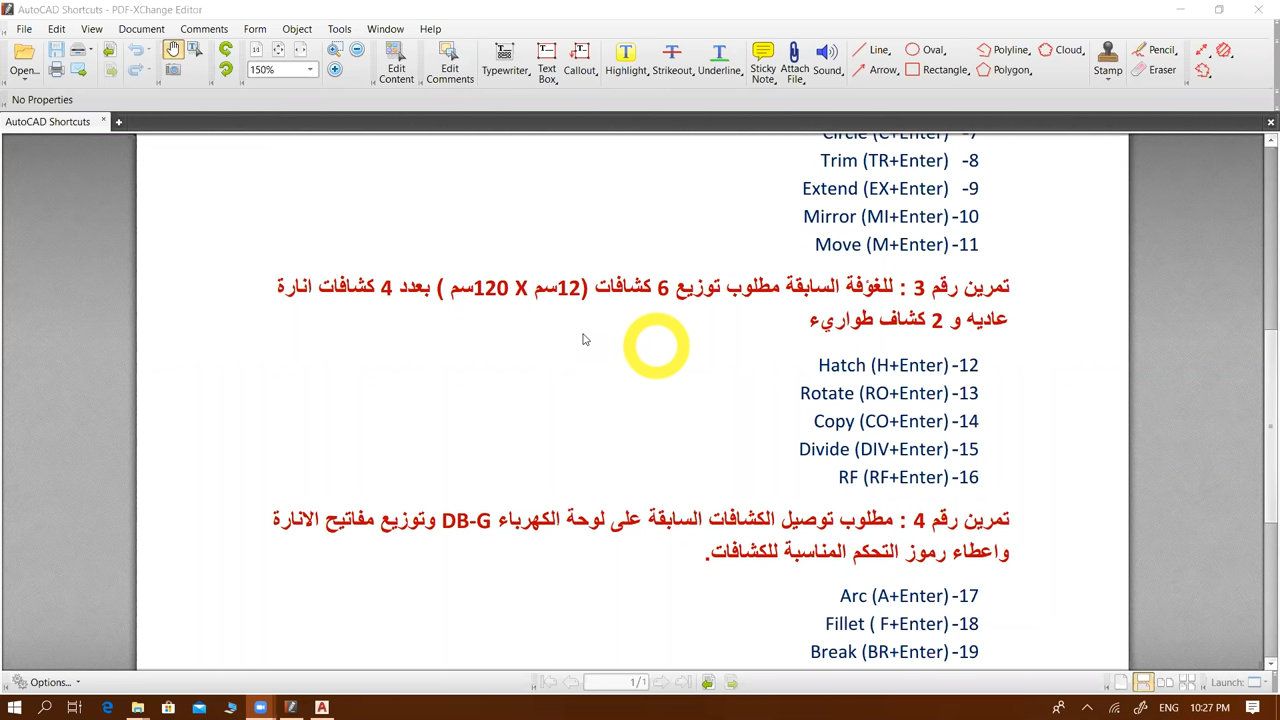 AutoCAD Shortcuts - PDF-XChange Editor
File Edit View Document Comments Form Object Tools Window Help
Open... 150% Edit Content Edit Comments Typewriter, Text Box, Callout, Highlight, Strikeout, Underline, Sticky Note, Attach File, Sound, Line, Arrow, Oval, Rectangle, Polyline, Polygon, Cloud, Stamp Pencil, Eraser
No Properties
AutoCAD Shortcuts
Circle (C+Enter) -7
Trim (TR+Enter) -8
Extend (EX+Enter) -9
Mirror (MI+Enter) -10
Move (M+Enter) -11
تمرين رقم 3 : للغوفة السابقة مطلوب توزيع 6 كشافات (12سم X 120سم ) بعدد 4 كشافات انارة
عاديه و 2 كشاف طواريء
Hatch (H+Enter) -12
Rotate (RO+Enter) -13
Copy (CO+Enter) -14
Divide (DIV+Enter) -15
RF (RF+Enter) -16
تمرين رقم 4 : مطلوب توصيل الكشافات السابقة على لوحة الكهرباء DB-G وتوزيع مفاتيح الانارة
واعطاء رموز التحكم المناسبة للكشافات.
Arc (A+Enter) -17
Fillet ( F+Enter) -18
Break (BR+Enter) -19
Options... 1/1 Launch:
ENG 10:27 PM